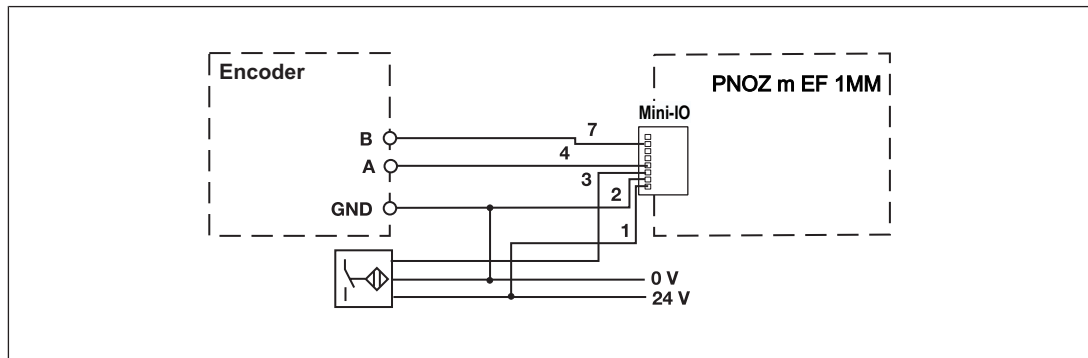 Encoder
PNOZ m EF 1MM
Mini-IO
B
7
A
4
3
GND
2
1
0 V
24 V